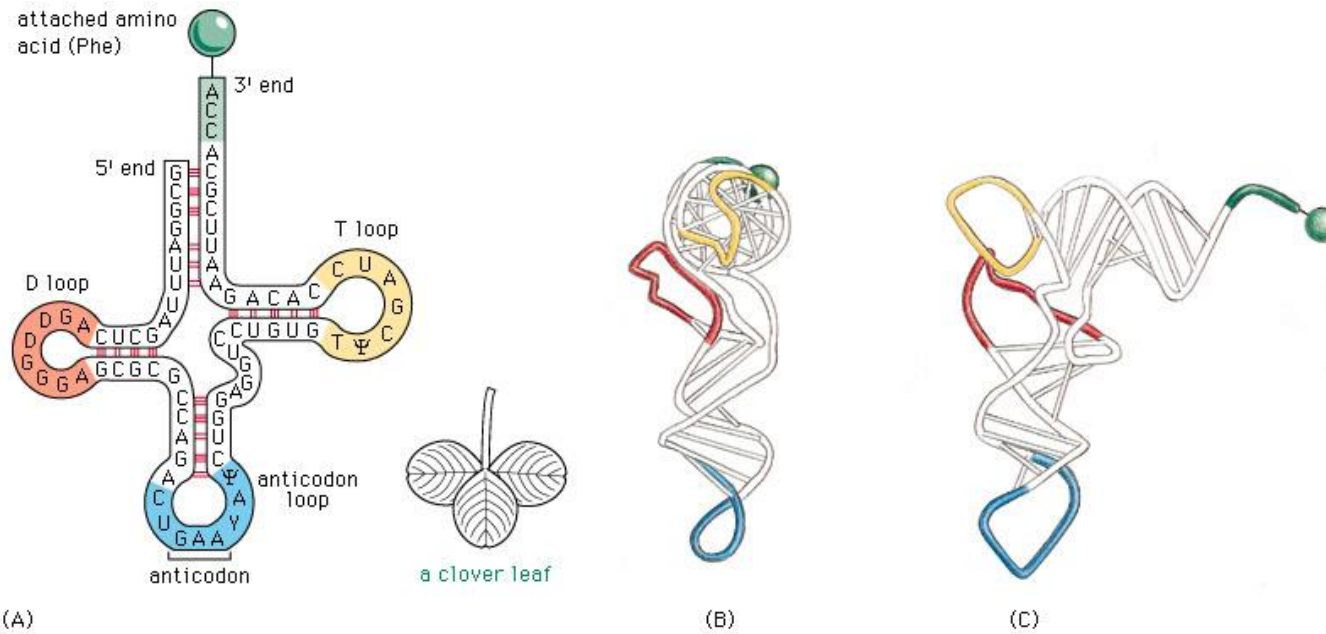 attached amino
acid (Phe)
3' end
A
C
C
A
C
G
C
U
U
A
A
5' end
G
C
G
G
A
U
U
U
A
T loop
G A C A C
C U A G C Ψ T
C U G U G
D loop
C U C G
A G D D G G G A
G C G C
G
C
C
A
G
A
C U G G A G
G
U
C
C U G A A A Y A Ψ
anticodon
loop
anticodon
a clover leaf
(A)
(B)
(C)